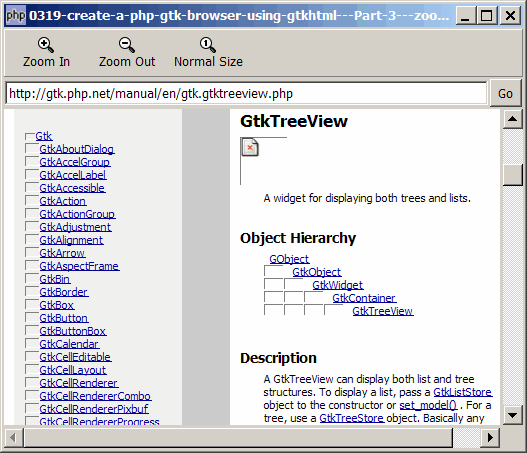 php 0319-create-a-php-gtk-browser-using-gtkhtml---Part-3---zoo...
Zoom In Zoom Out Normal Size
http://gtk.php.net/manual/en/gtk.gtktreeview.php Go
Gtk
GtkAboutDialog
GtkAccelGroup
GtkAccelLabel
GtkAccessible
GtkAction
GtkActionGroup
GtkAdjustment
GtkAlignment
GtkArrow
GtkAspectFrame
GtkBin
GtkBorder
GtkBox
GtkButton
GtkButtonBox
GtkCalendar
GtkCellEditable
GtkCellLayout
GtkCellRenderer
GtkCellRendererCombo
GtkCellRendererPixbuf
GtkCellRendererProgress
GtkTreeView
A widget for displaying both trees and lists.
Object Hierarchy
GObject
GtkObject
GtkWidget
GtkContainer
GtkTreeView
Description
A GtkTreeView can display both list and tree
structures. To display a list, pass a GtkListStore
object to the constructor or set_model() . For a
tree, use a GtkTreeStore object. Basically any